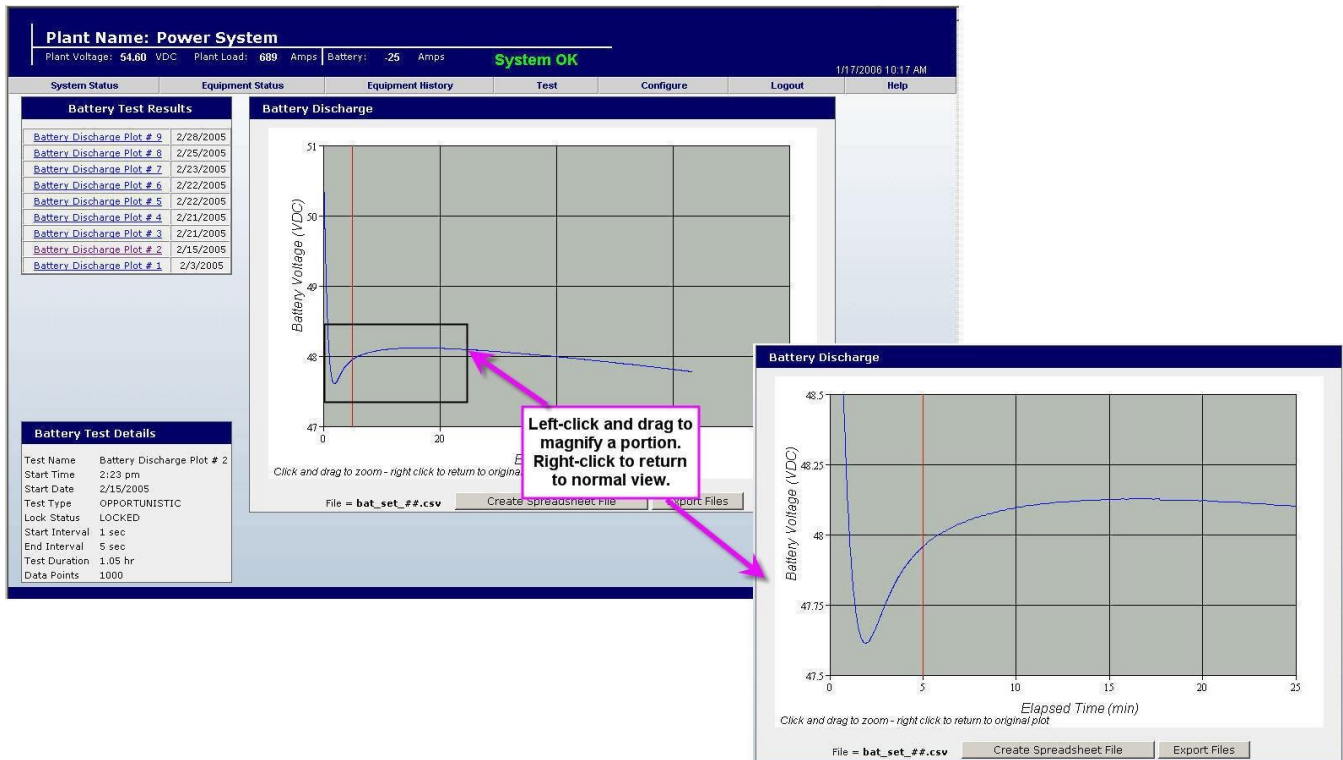 Plant Name: Power System
Plant Voltage: 54.60 VDC Plant Load: 689 Amps Battery: -25 Amps System OK
1/17/2006 10:17 AM
System Status Equipment Status Equipment History Test Configure Logout Help
Battery Test Results
Battery Discharge Plot # 9 2/28/2005
Battery Discharge Plot # 8 2/25/2005
Battery Discharge Plot # 7 2/23/2005
Battery Discharge Plot # 6 2/22/2005
Battery Discharge Plot # 5 2/22/2005
Battery Discharge Plot # 4 2/21/2005
Battery Discharge Plot # 3 2/21/2005
Battery Discharge Plot # 2 2/15/2005
Battery Discharge Plot # 1 2/3/2005
Battery Test Details
Test Name Battery Discharge Plot # 2
Start Time 2:23 pm
Start Date 2/15/2005
Test Type OPPORTUNISTIC
Lock Status LOCKED
Start Interval 1 sec
End Interval 5 sec
Test Duration 1.05 hr
Data Points 1000
Battery Discharge
51
50
49
48
47
Battery Voltage (VDC)
0 20
E
Click and drag to zoom - right click to return to original
File = bat_set_##.csv Create Spreadsheet File Export Files
Left-click and drag to
magnify a portion.
Right-click to return
to normal view.
Battery Discharge
48.5
48.25
48
47.75
47.5
Battery Voltage (VDC)
0 5 10 15 20 25
Elapsed Time (min)
Click and drag to zoom - right click to return to original plot
File = bat_set_##.csv Create Spreadsheet File Export Files